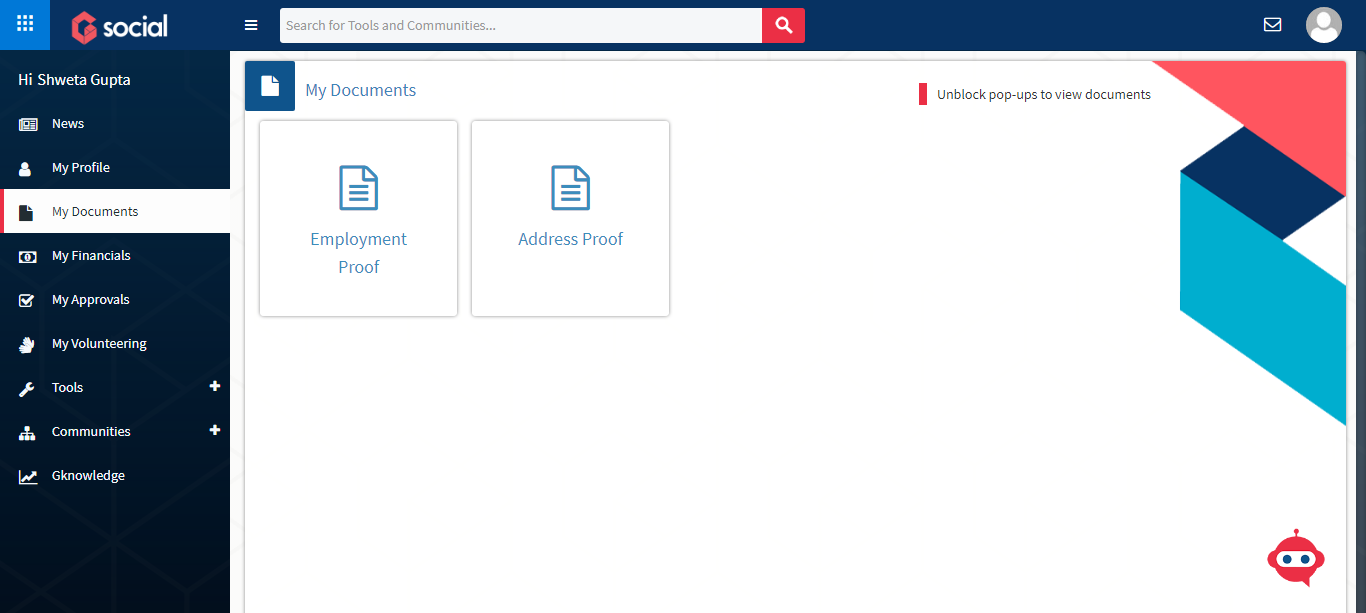 social
Search for Tools and Communities...
Hi Shweta Gupta
News
My Profile
My Documents
My Financials
My Approvals
My Volunteering
Tools
Communities
Gknowledge
My Documents
Unblock pop-ups to view documents
Employment
Proof
Address Proof